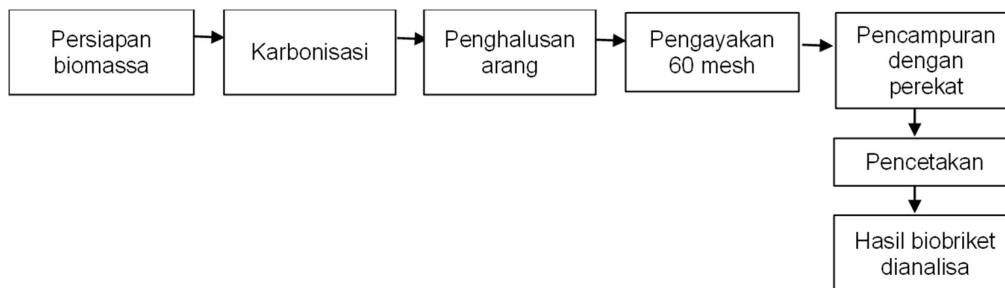 Persiapan
biomassa
Karbonisasi
Penghalusan
arang
Pengayakan
60 mesh
Pencampuran
dengan
perekat
Pencetakan
Hasil biobriket
dianalisa